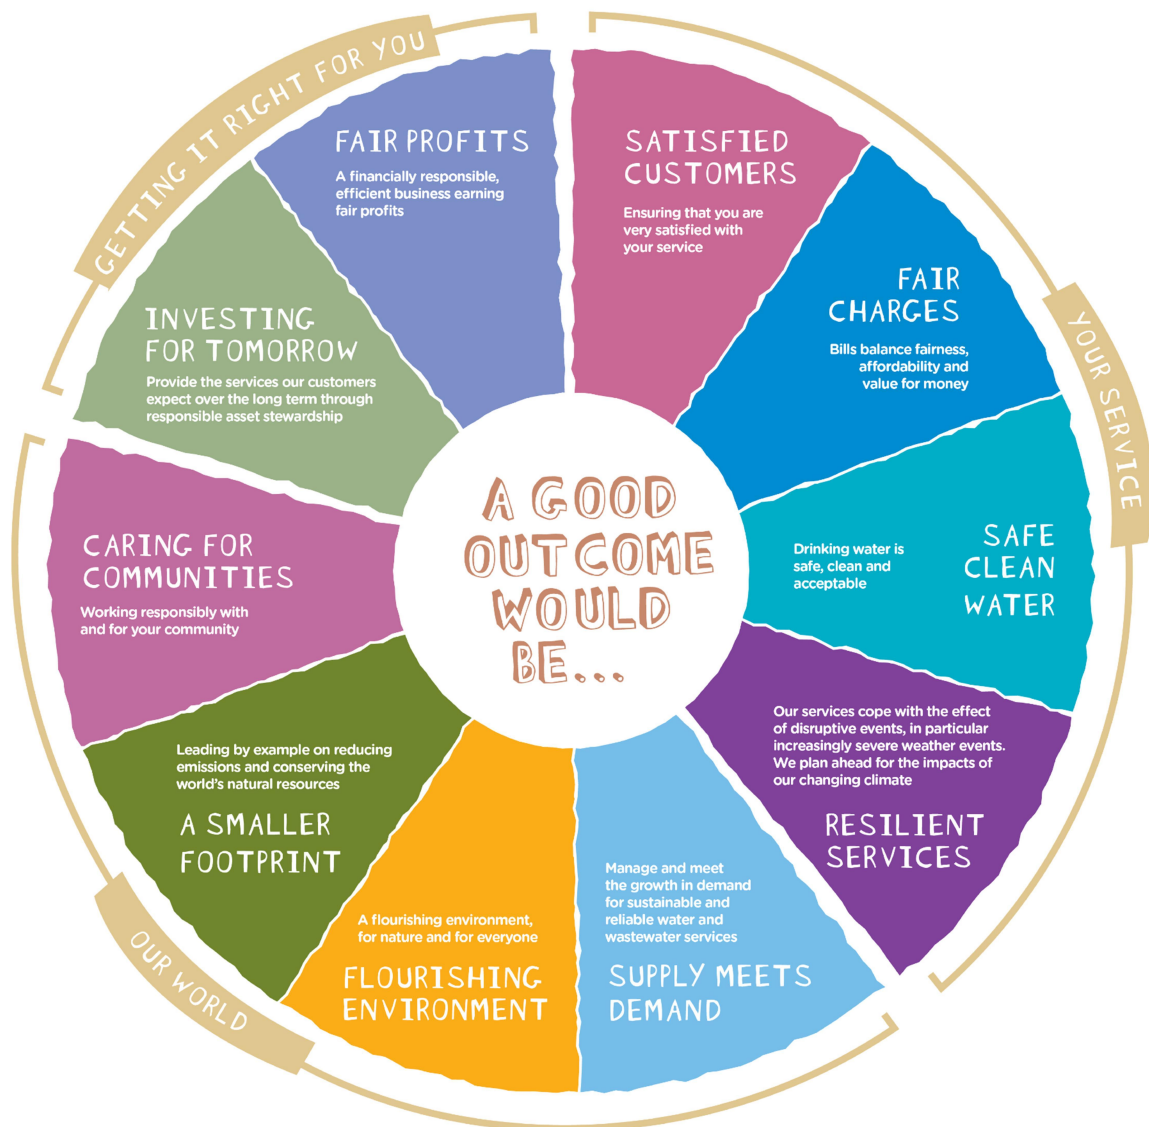 A GOOD
OUTCOME
WOULD
BE...
YOUR SERVICE
SATISFIED
CUSTOMERS
Ensuring that you are
very satisfied with
your service
FAIR
CHARGES
Bills balance fairness,
affordability and
value for money
SAFE
CLEAN
WATER
Drinking water is
safe, clean and
acceptable
Our services cope with the effect
of disruptive events, in particular
increasingly severe weather events.
We plan ahead for the impacts of
our changing climate
RESILIENT
SERVICES
OUR WORLD
Manage and meet
the growth in demand
for sustainable and
reliable water and
wastewater services
SUPPLY MEETS
DEMAND
A flourishing environment,
for nature and for everyone
FLOURISHING
ENVIRONMENT
Leading by example on reducing
emissions and conserving the
world's natural resources
A SMALLER
FOOTPRINT
CARING FOR
COMMUNITIES
Working responsibly with
and for your community
GETTING IT RIGHT FOR YOU
INVESTING
FOR TOMORROW
Provide the services our customers
expect over the long term through
responsible asset stewardship
FAIR PROFITS
A financially responsible,
efficient business earning
fair profits